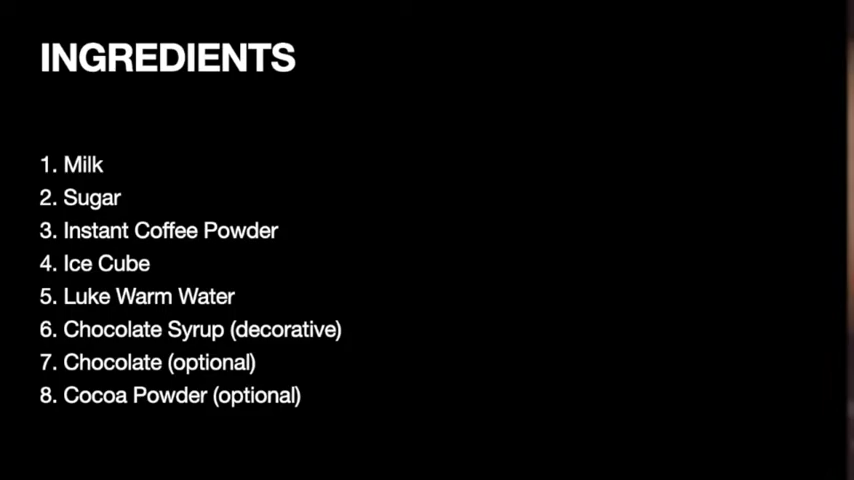 INGREDIENTS
1. Milk
2. Sugar
3. Instant Coffee Powder
4. Ice Cube
5. Luke Warm Water
6. Chocolate Syrup (decorative)
7. Chocolate (optional)
8. Cocoa Powder (optional)